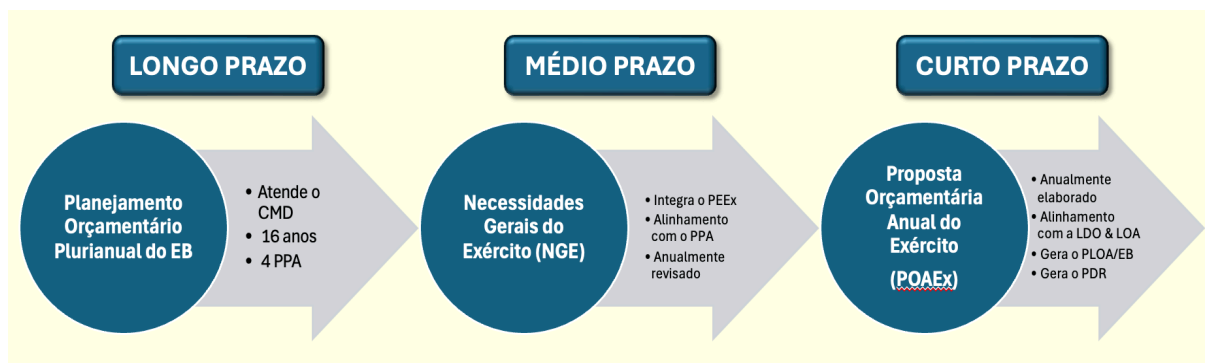 LONGO PRAZO
Planejamento
Orçamentário
Plurianual do EB
• Atende o
CMD
• 16 anos
• 4 PPA
MÉDIO PRAZO
Necessidades
Gerais do
Exército (NGE)
• Integra o PEEx
• Alinhamento
com o PPA
• Anualmente
revisado
CURTO PRAZO
Proposta
Orçamentária
Anual do
Exército
(POAEx)
• Anualmente
elaborado
• Alinhamento
com a LDO & LOA
• Gera o PLOA/EB
• Gera o PDR